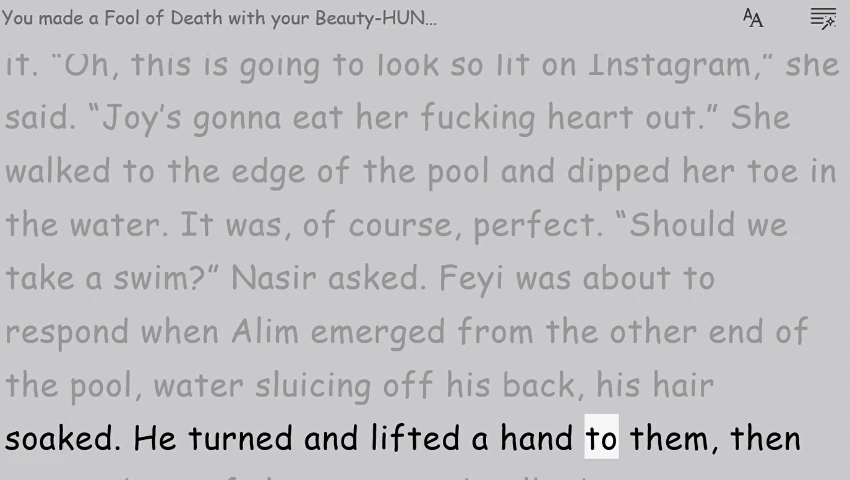 You made a Fool of Death with your Beauty-HUN...
AA
it. “Oh, this is going to look so lit on Instagram,” she
said. “Joy’s gonna eat her fucking heart out.” She
walked to the edge of the pool and dipped her toe in
the water. It was, of course, perfect. “Should we
take a swim?” Nasir asked. Feyi was about to
respond when Alim emerged from the other end of
the pool, water sluicing off his back, his hair
soaked. He turned and lifted a hand to them, then